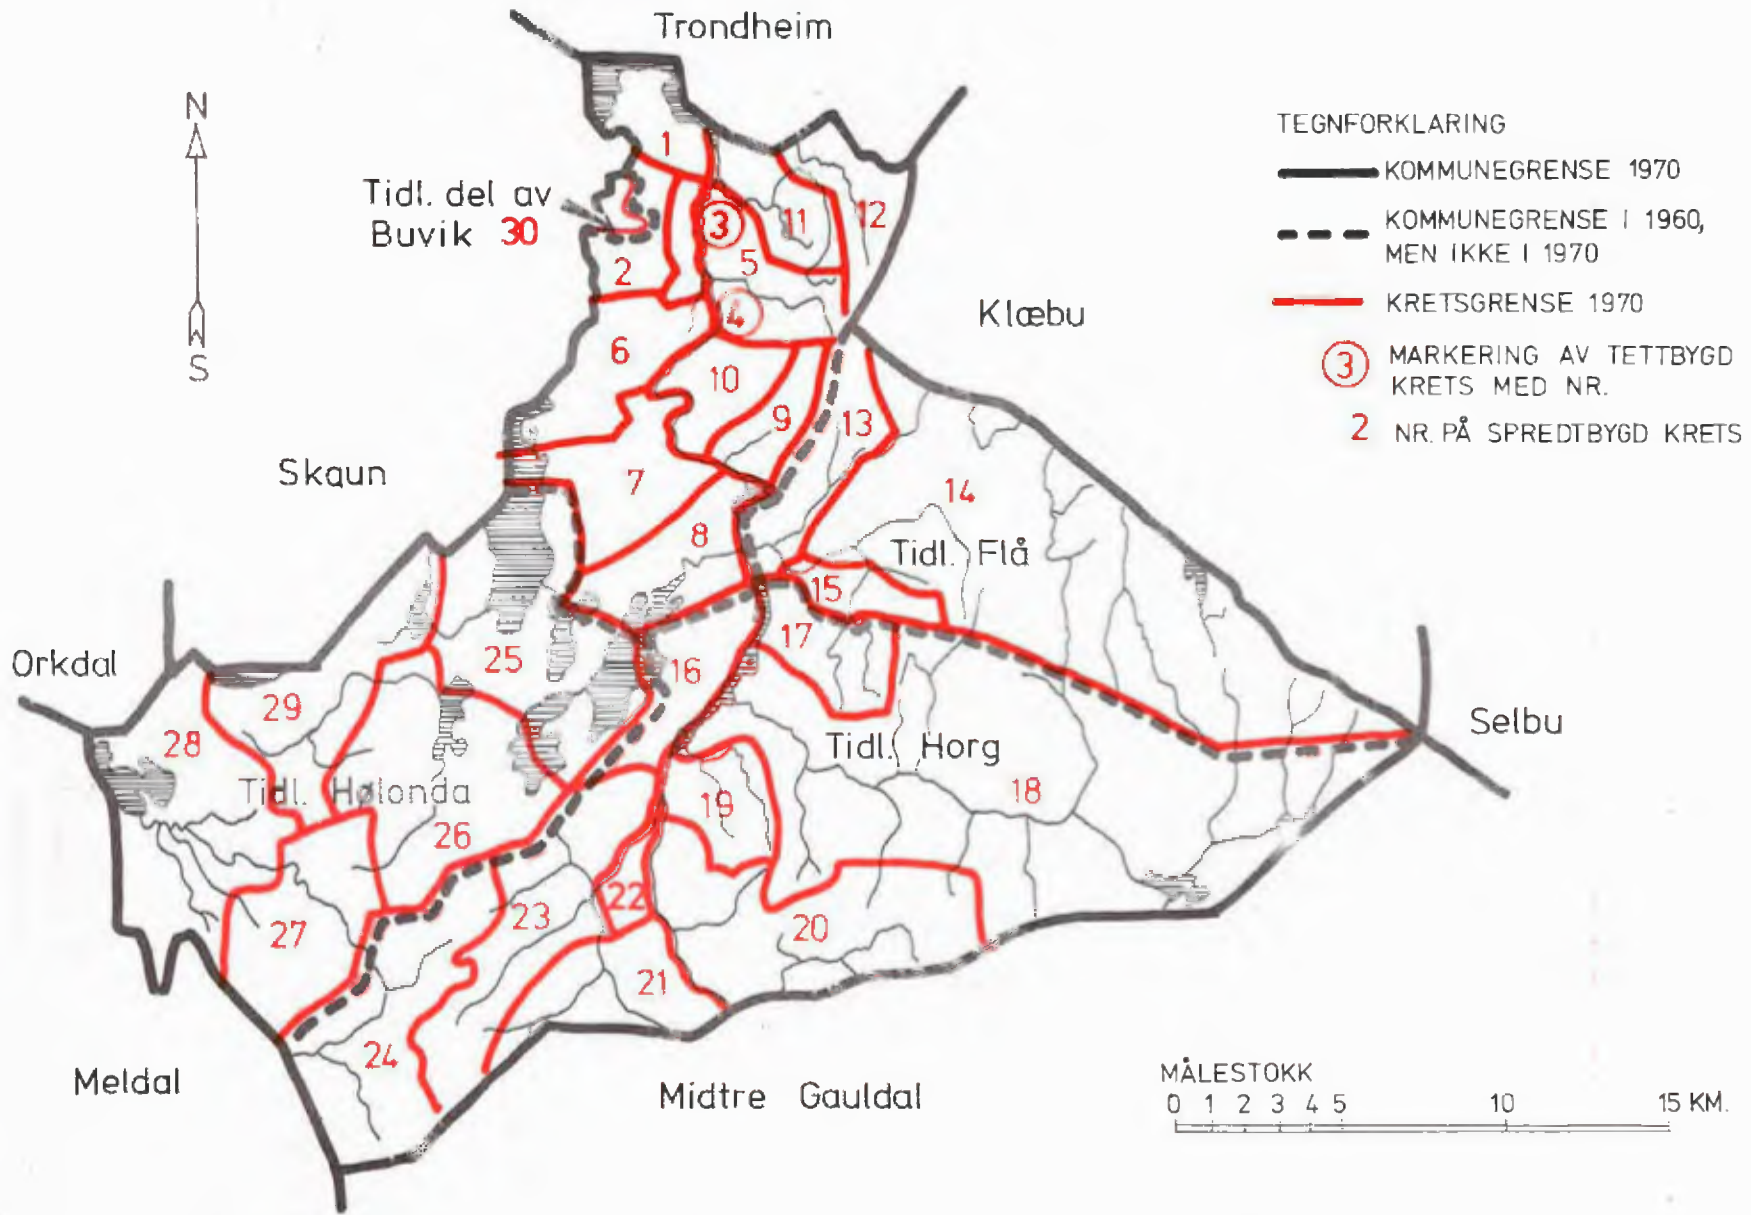 Trondheim
N
S
Tidl. del av
Buvik 30
1
3
11
12
2
5
4
Klæbu
6
10
9
13
Skaun
7
14
8
Tidl. Flå
15
17
16
25
Orkdal
29
28
Selbu
Tidl. Horg
Tidl. Hølonda
19
18
26
22
23
27
20
21
24
Meldal
Midtre Gauldal
TEGNFORKLARING
KOMMUNEGRENSE 1970
KOMMUNEGRENSE I 1960,
MEN IKKE I 1970
KRETSGRENSE 1970
3 MARKERING AV TETTBYGD
KRETS MED NR.
2 NR. PÅ SPREDTBYGD KRETS
MÅLESTOKK
0 1 2 3 4 5 10 15 KM.